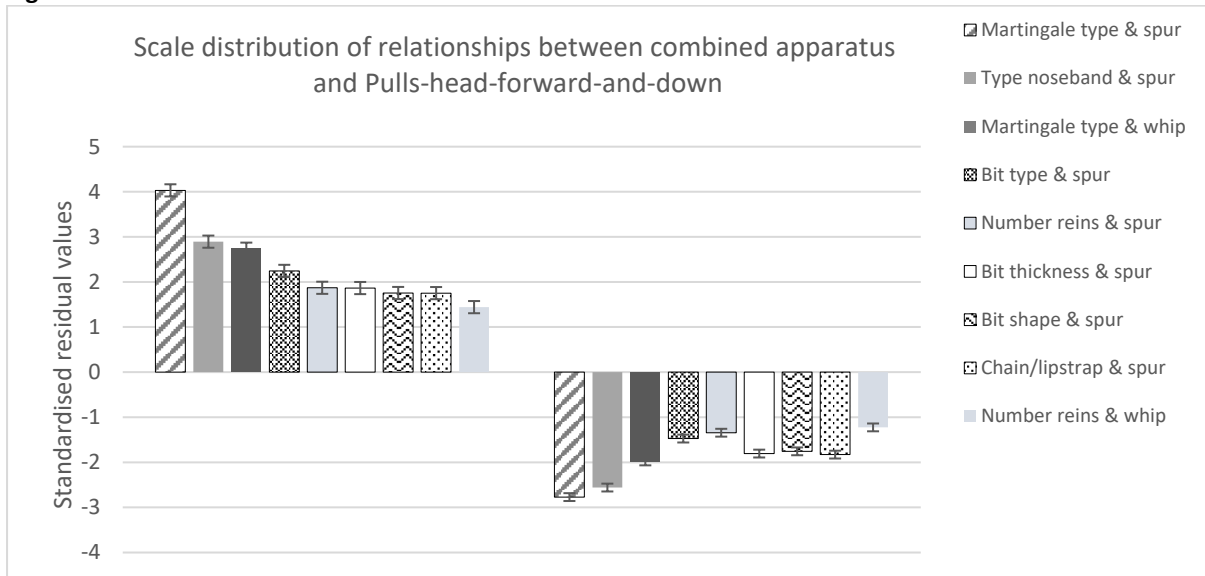 Scale distribution of relationships between combined apparatus
and Pulls-head-forward-and-down
Standardised residual values
5
4
3
2
1
0
-1
-2
-3
-4
Martingale type & spur
Type noseband & spur
Martingale type & whip
Bit type & spur
Number reins & spur
Bit thickness & spur
Bit shape & spur
Chain/lipstrap & spur
Number reins & whip